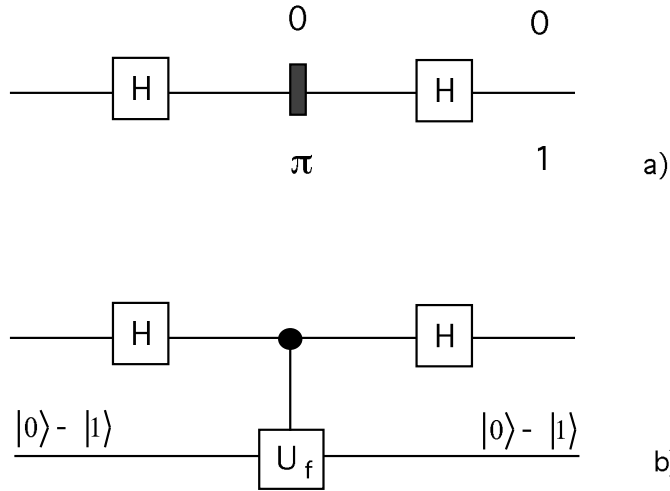 0 0
H H
π 1 a)
H H
|0⟩ - |1⟩ |0⟩ - |1⟩
U_f b)